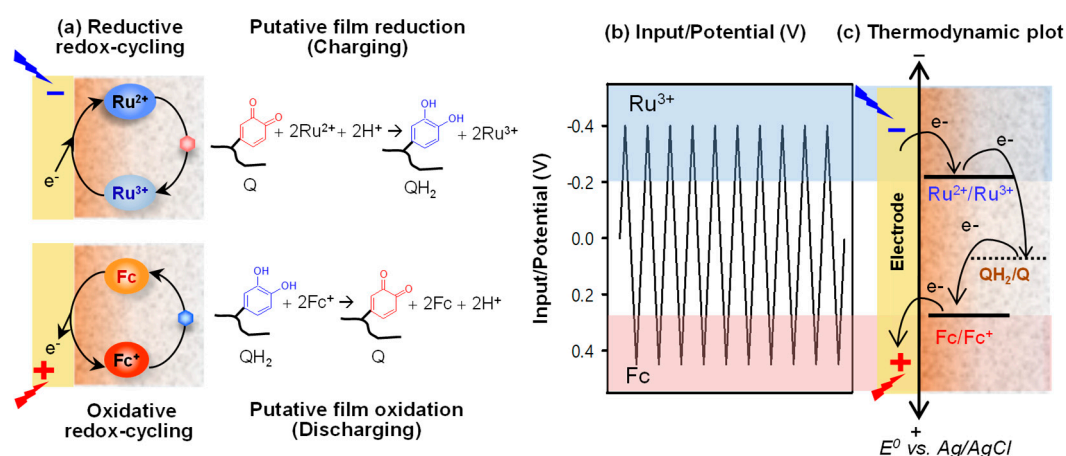 (a) Reductive
redox-cycling
Putative film reduction
(Charging)
−
Ru2+
e-
Ru3+
O
O
+ 2Ru2+ + 2H+ →
OH
OH
+ 2Ru3+
Q
QH2
Fc
e-
Fc+
+
OH
OH
+ 2Fc+ →
O
O
+ 2Fc + 2H+
QH2
Q
Oxidative
redox-cycling
Putative film oxidation
(Discharging)
(b) Input/Potential (V)
Input/Potential (V)
-0.4
-0.2
0.0
0.2
0.4
Ru3+
Fc
(c) Thermodynamic plot
−
−
e-
e-
Ru2+/Ru3+
Electrode
e-
QH2/Q
e-
Fc/Fc+
+
+
E0 vs. Ag/AgCl